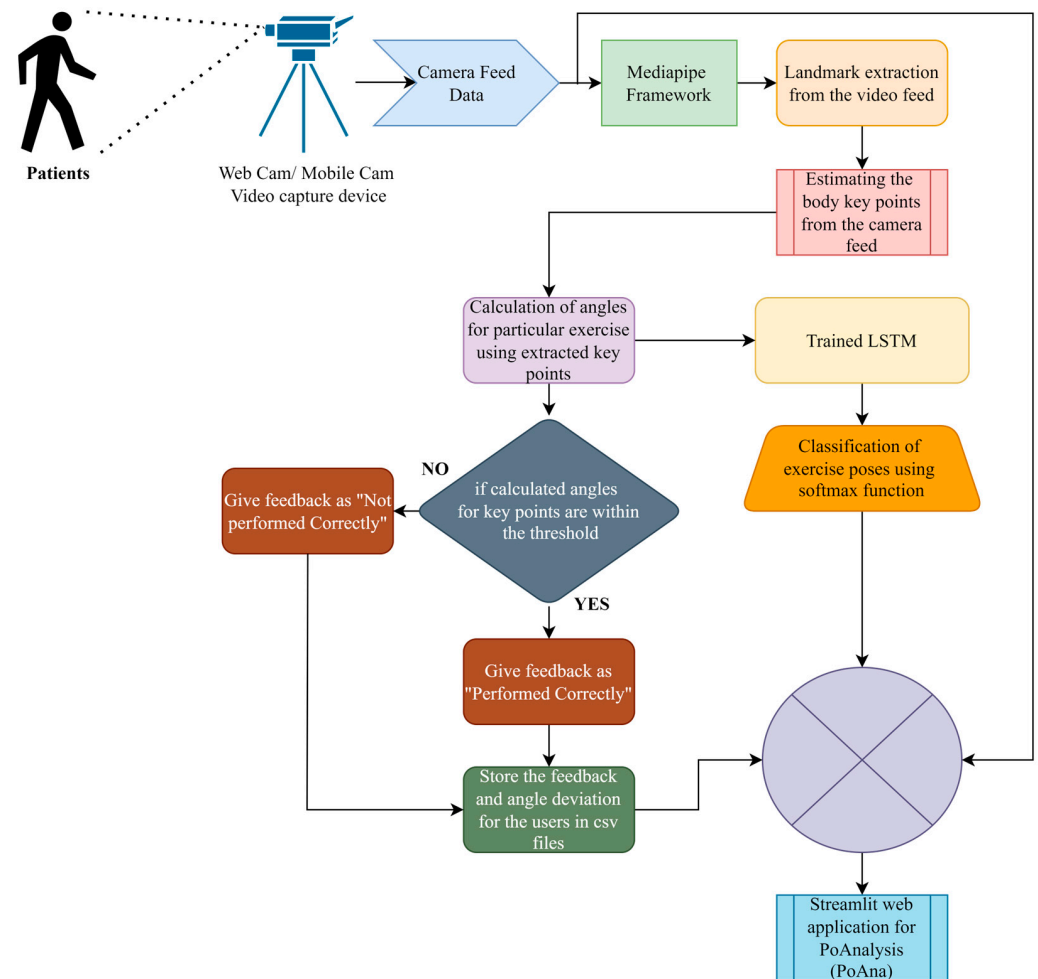 Camera Feed
Data
Mediapipe
Framework
Landmark extraction
from the video feed
Patients
Web Cam/ Mobile Cam
Video capture device
Estimating the
body key points
from the camera
feed
Calculation of angles
for particular exercise
using extracted key
points
Trained LSTM
Classification of
exercise poses using
softmax function
NO
if calculated angles
for key points are within
the threshold
Give feedback as "Not
performed Correctly"
YES
Give feedback as
"Performed Correctly"
Store the feedback
and angle deviation
for the users in csv
files
Streamlit web
application for
PoAnalysis
(PoAna)